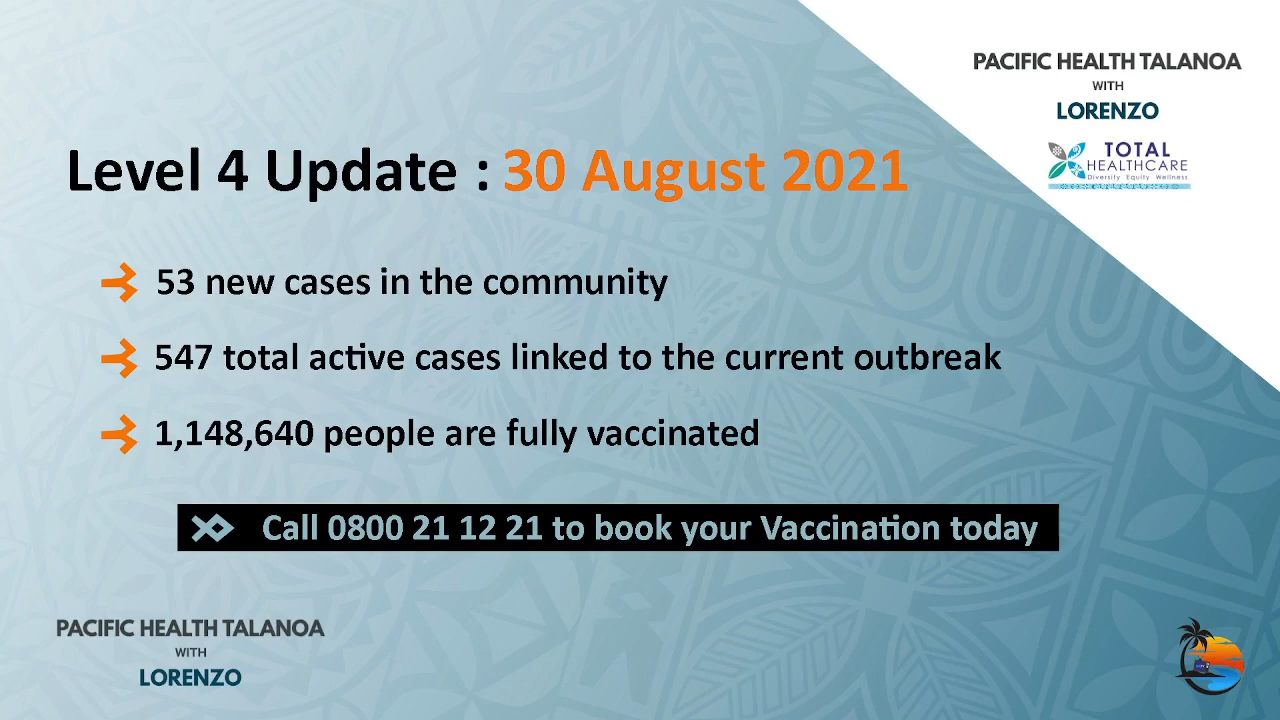 PACIFIC HEALTH TALANOA
WITH
LORENZO
TOTAL
HEALTHCARE
Diversity Equity Wellness
Level 4 Update : 30 August 2021
53 new cases in the community
547 total active cases linked to the current outbreak
1,148,640 people are fully vaccinated
Call 0800 21 12 21 to book your Vaccination today
PACIFIC HEALTH TALANOA
WITH
LORENZO